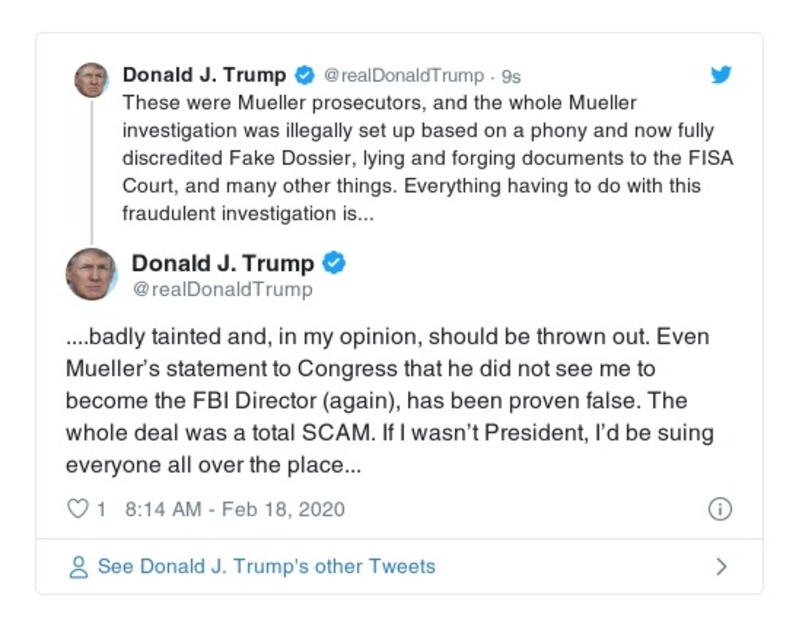 Donald J. Trump @realDonaldTrump · 9s
These were Mueller prosecutors, and the whole Mueller
investigation was illegally set up based on a phony and now fully
discredited Fake Dossier, lying and forging documents to the FISA
Court, and many other things. Everything having to do with this
fraudulent investigation is...
Donald J. Trump
@realDonaldTrump
....badly tainted and, in my opinion, should be thrown out. Even
Mueller’s statement to Congress that he did not see me to
become the FBI Director (again), has been proven false. The
whole deal was a total SCAM. If I wasn’t President, I’d be suing
everyone all over the place...
1 8:14 AM - Feb 18, 2020
See Donald J. Trump's other Tweets